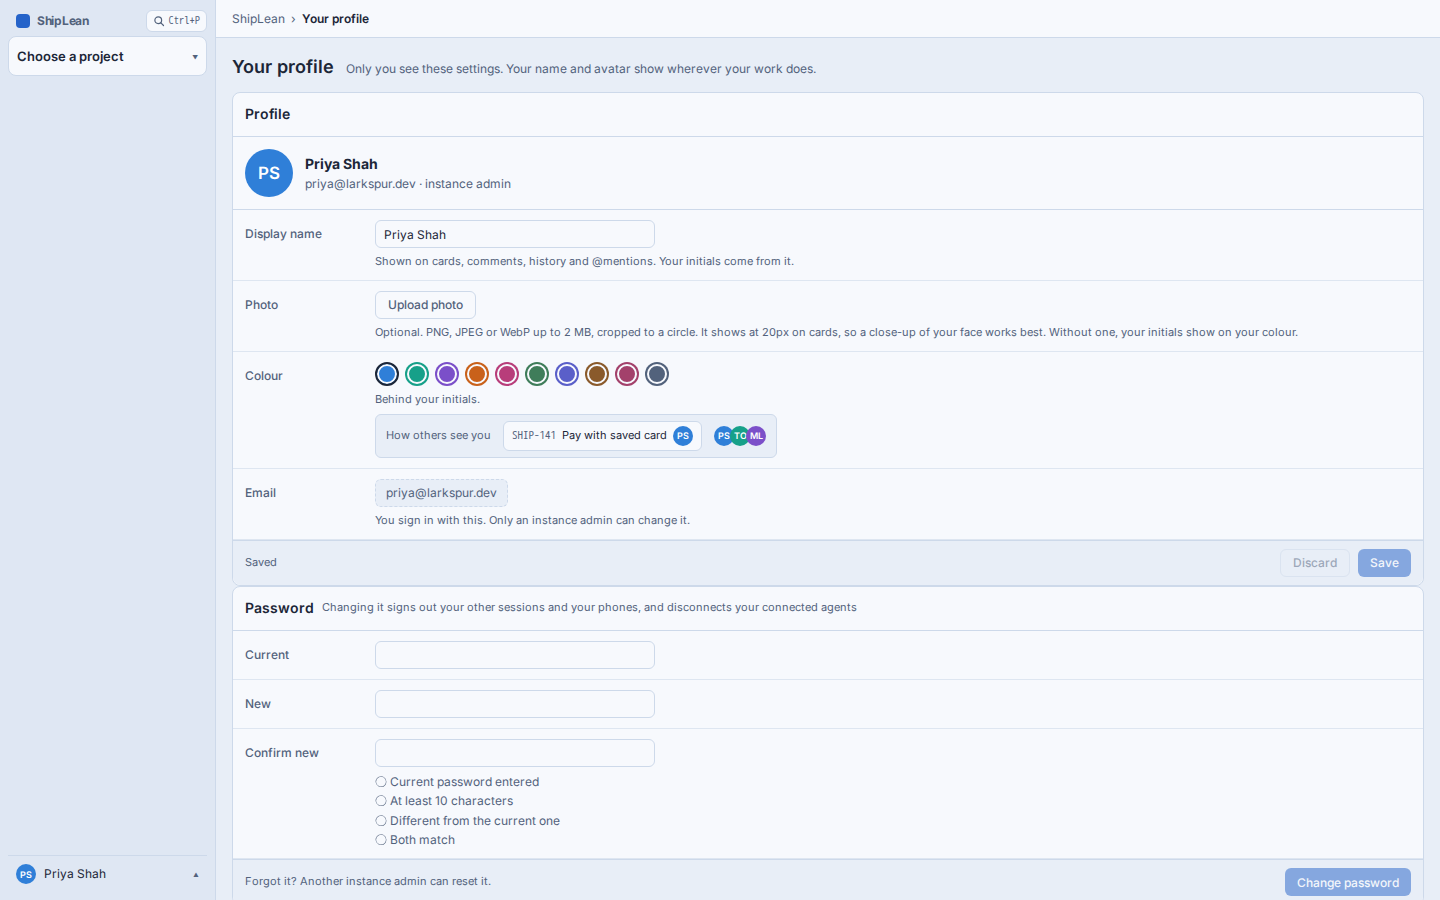 ShipLean
Ctrl+P
Choose a project
ShipLean › Your profile
Your profile Only you see these settings. Your name and avatar show wherever your work does.
Profile
PS
Priya Shah
priya@larkspur.dev · instance admin
Display name
Priya Shah
Shown on cards, comments, history and @mentions. Your initials come from it.
Photo
Upload photo
Optional. PNG, JPEG or WebP up to 2 MB, cropped to a circle. It shows at 20px on cards, so a close-up of your face works best. Without one, your initials show on your colour.
Colour
Behind your initials.
How others see you SHIP-141 Pay with saved card PS PS TO ML
Email
priya@larkspur.dev
You sign in with this. Only an instance admin can change it.
Saved
Discard
Save
Password Changing it signs out your other sessions and your phones, and disconnects your connected agents
Current
New
Confirm new
Current password entered
At least 10 characters
Different from the current one
Both match
Forgot it? Another instance admin can reset it.
Change password
PS Priya Shah